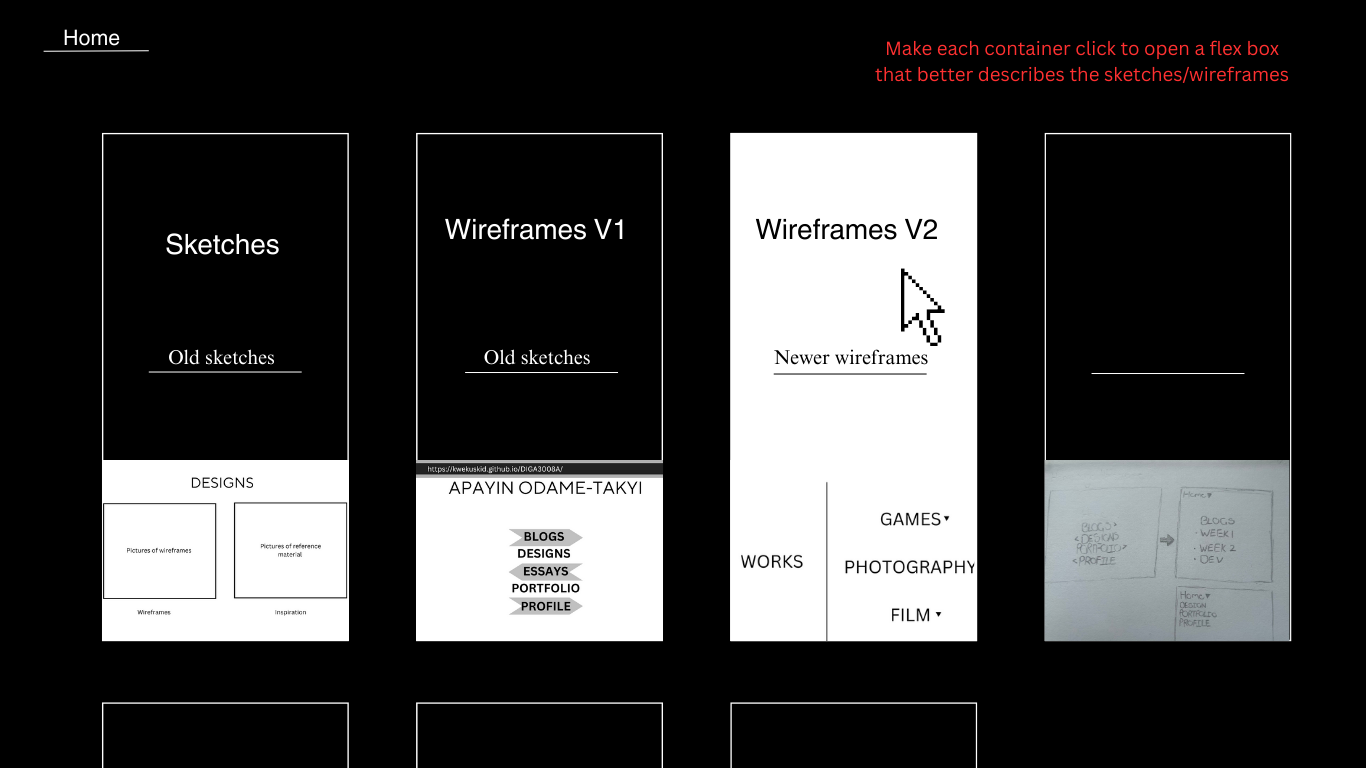 Home
Make each container click to open a flex box
that better describes the sketches/wireframes
Sketches
Old sketches
DESIGNS
Pictures of wireframes
Pictures of reference
material
Wireframes
Inspiration
Wireframes V1
Old sketches
https://kwekuskid.github.io/DIGA3008A/
APAYIN ODAME-TAKYI
BLOGS
DESIGNS
ESSAYS
PORTFOLIO
PROFILE
Wireframes V2
Newer wireframes
WORKS
GAMES
PHOTOGRAPHY
FILM
BLOGS
PORTFOLIO>
<PROFILE
Home
BLOGS
· WEEK 1
· WEEK 2
· DEV
Home
DESIGN
PORTFOLIO
PROFILE